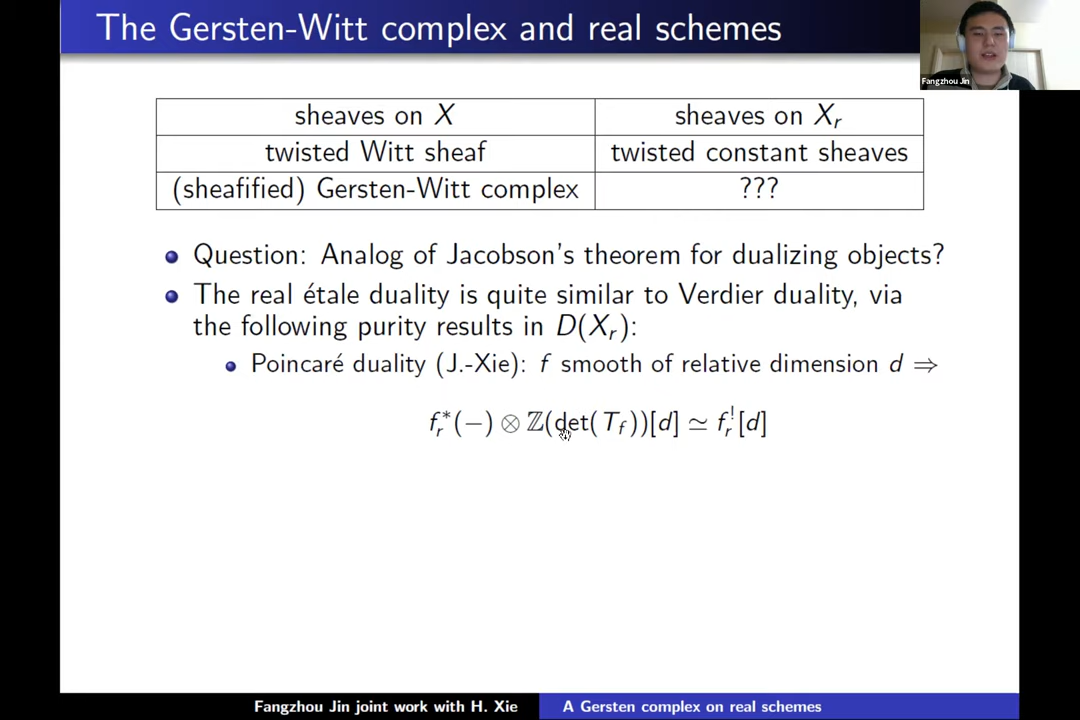 The Gersten-Witt complex and real schemes
Fangzhou Jin
sheaves on X sheaves on X_r
twisted Witt sheaf twisted constant sheaves
(sheafified) Gersten-Witt complex ???
Question: Analog of Jacobson's theorem for dualizing objects?
The real étale duality is quite similar to Verdier duality, via
the following purity results in D(X_r):
Poincaré duality (J.-Xie): f smooth of relative dimension d ⇒
f_r^*(−) ⊗ ℤ(det(T_f))[d] ≃ f_r^![d]
Fangzhou Jin joint work with H. Xie A Gersten complex on real schemes